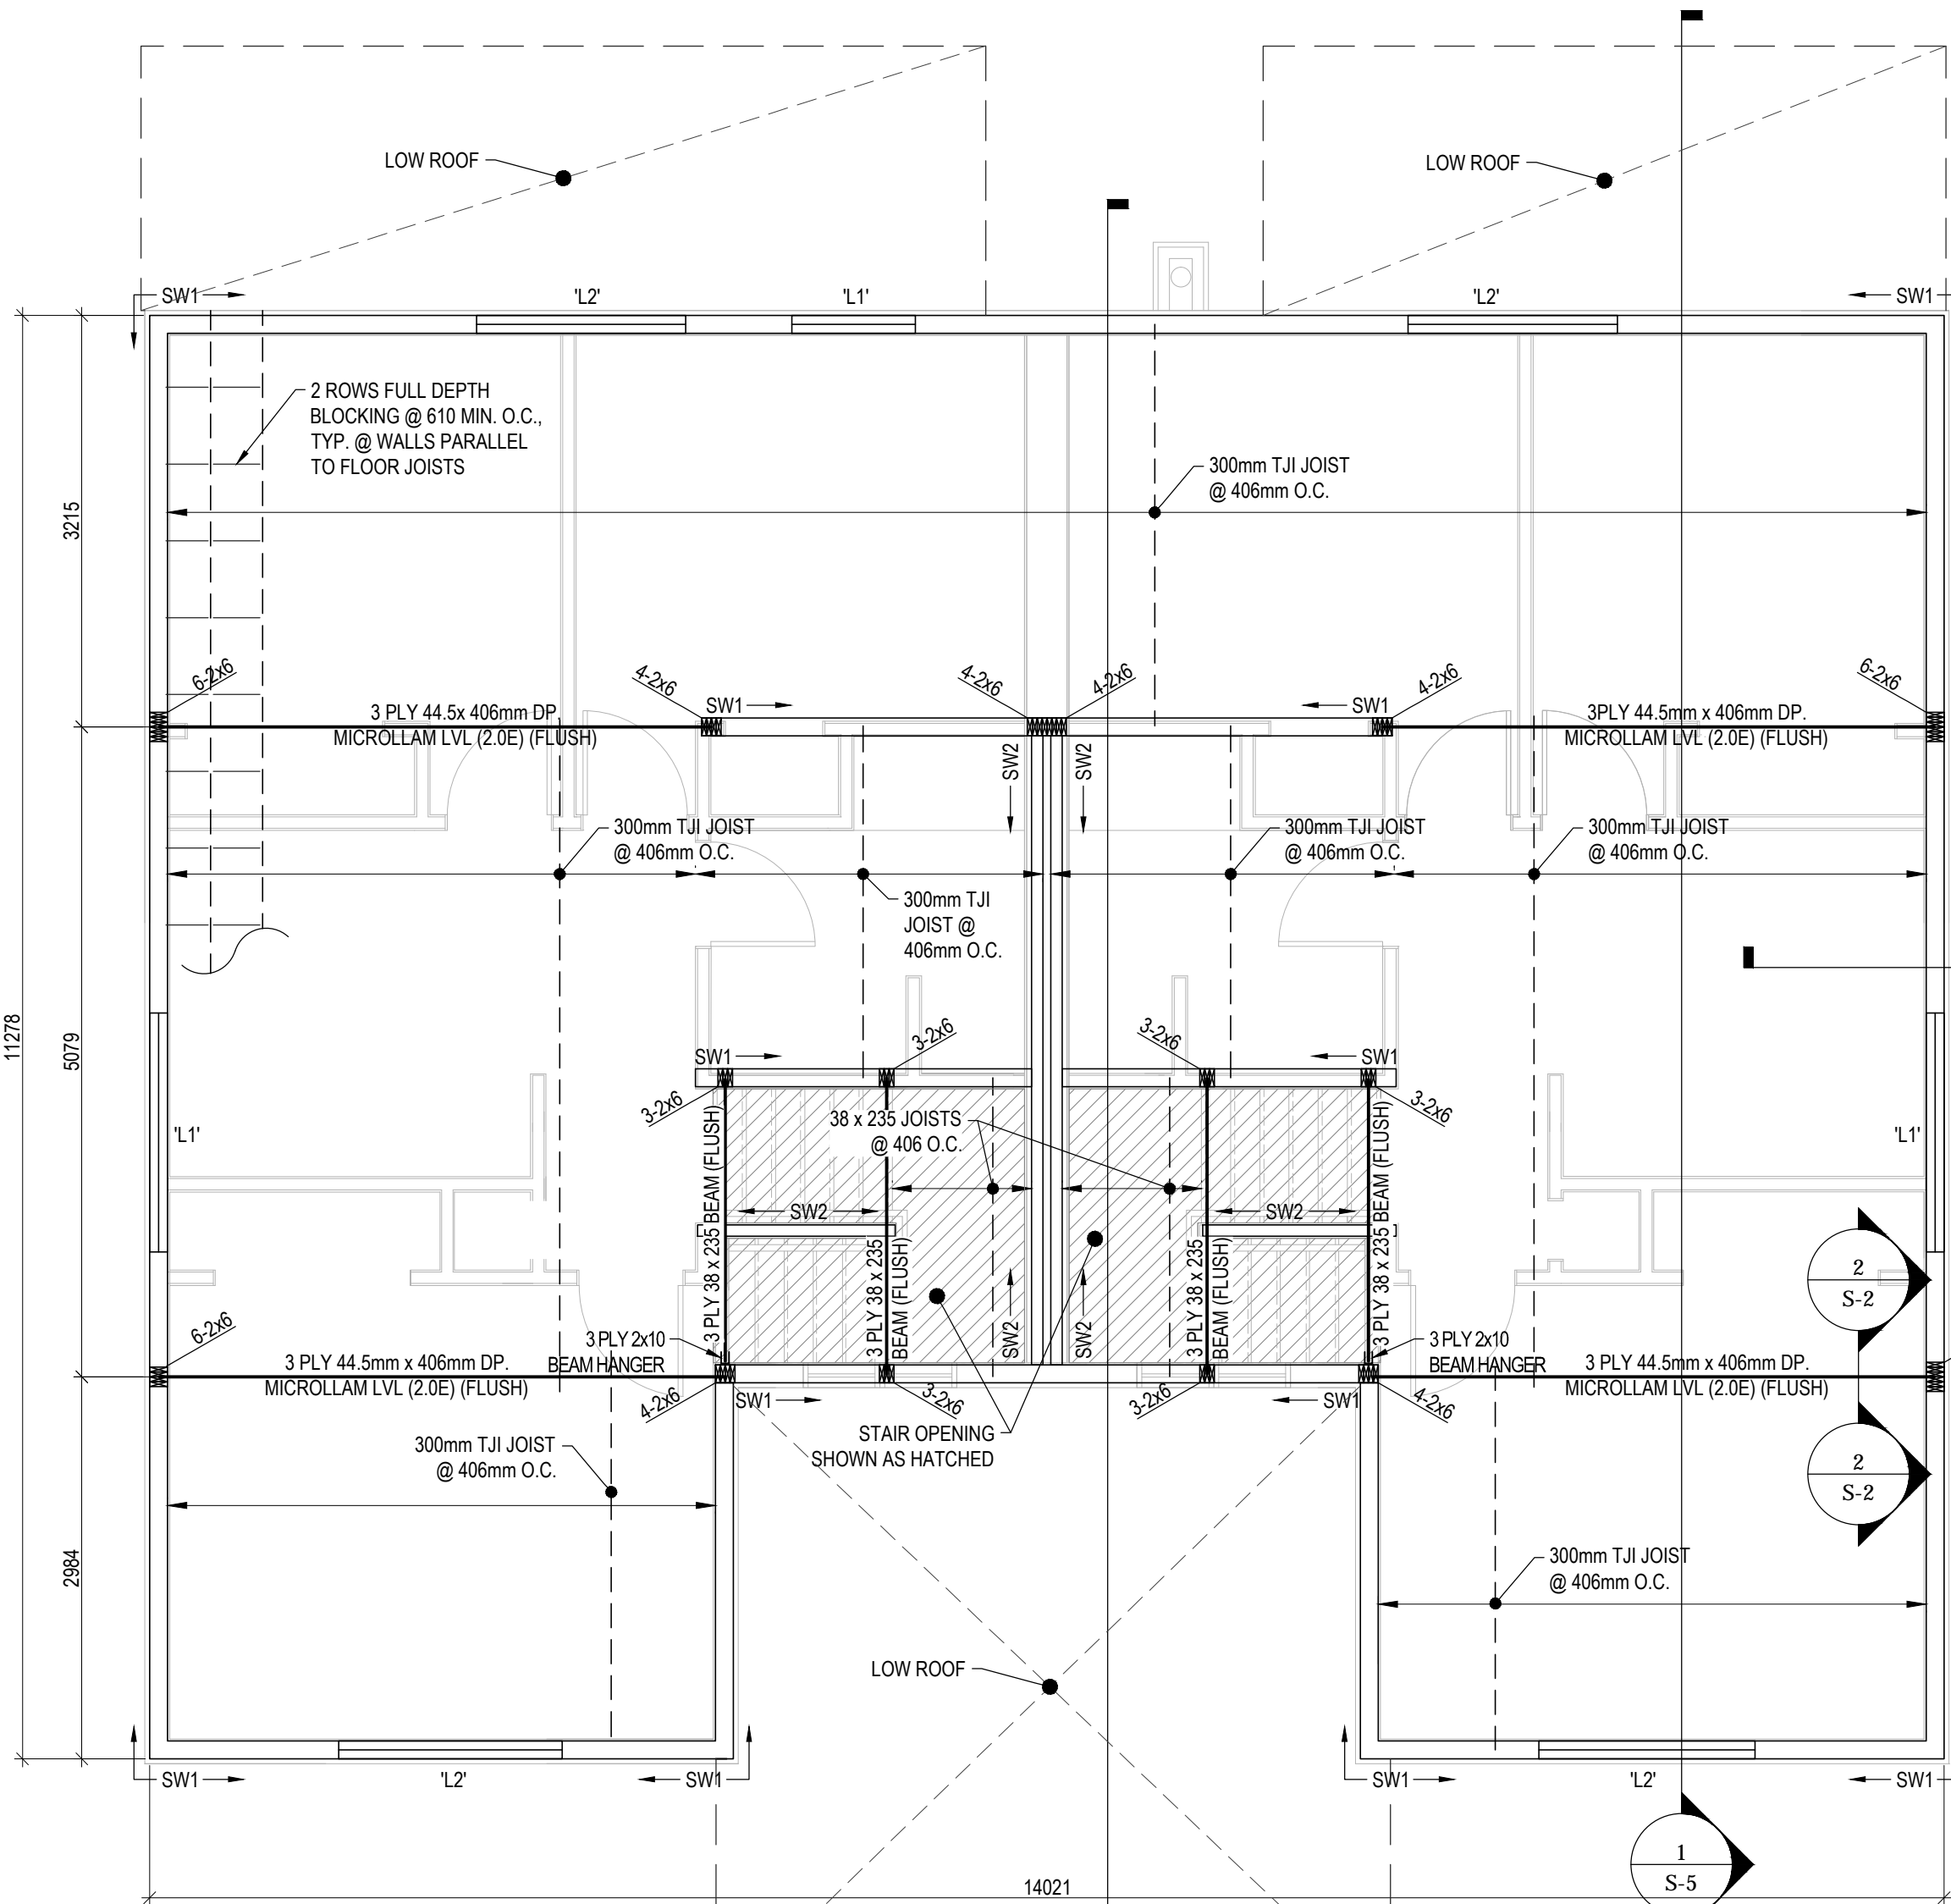 LOW ROOF
LOW ROOF
SW1
'L2'
'L1'
'L2'
SW1
2 ROWS FULL DEPTH
BLOCKING @ 610 MIN. O.C.,
TYP. @ WALLS PARALLEL
TO FLOOR JOISTS
300mm TJI JOIST
@ 406mm O.C.
3215
6-2x6
4-2x6
4-2x6
4-2x6
4-2x6
6-2x6
SW1
SW1
3 PLY 44.5x 406mm DP.
MICROLLAM LVL (2.0E) (FLUSH)
3PLY 44.5mm x 406mm DP.
MICROLLAM LVL (2.0E) (FLUSH)
SW2
SW2
300mm TJI JOIST
@ 406mm O.C.
300mm TJI JOIST
@ 406mm O.C.
300mm TJI JOIST
@ 406mm O.C.
300mm TJI
JOIST @
406mm O.C.
11278
5079
3-2x6
3-2x6
SW1
SW1
3-2x6
3-2x6
'L1'
'L1'
38 x 235 JOISTS
@ 406 O.C.
3 PLY 38 x 235 BEAM (FLUSH)
3 PLY 38 x 235
BEAM (FLUSH)
3 PLY 38 x 235
BEAM (FLUSH)
3 PLY 38 x 235 BEAM (FLUSH)
SW2
SW2
SW2
SW2
2
S-2
6-2x6
3 PLY 2x10
BEAM HANGER
3 PLY 2x10
BEAM HANGER
3 PLY 44.5mm x 406mm DP.
MICROLLAM LVL (2.0E) (FLUSH)
3 PLY 44.5mm x 406mm DP.
MICROLLAM LVL (2.0E) (FLUSH)
4-2x6
SW1
3-2x6
3-2x6
SW1
4-2x6
STAIR OPENING
SHOWN AS HATCHED
300mm TJI JOIST
@ 406mm O.C.
2
S-2
2984
300mm TJI JOIST
@ 406mm O.C.
LOW ROOF
SW1
'L2'
SW1
SW1
'L2'
SW1
1
S-5
14021